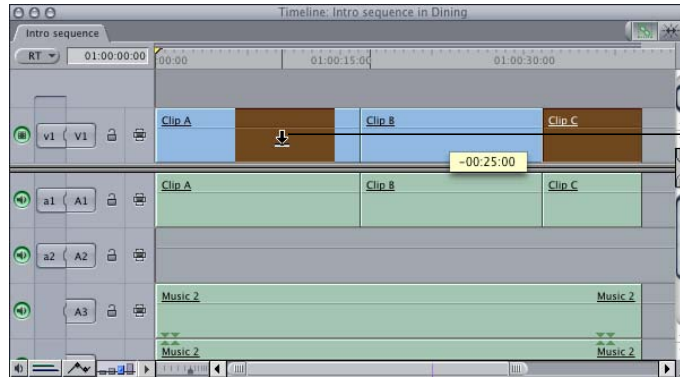 Timeline: Intro sequence in Dining
Intro sequence
RT 01:00:00:00 :00:00 01:00:15:00 01:00:30:00
v1 V1 Clip A Clip B Clip C
-00:25:00
a1 A1 Clip A Clip B Clip C
a2 A2
A3 Music 2 Music 2
Music 2 Music 2